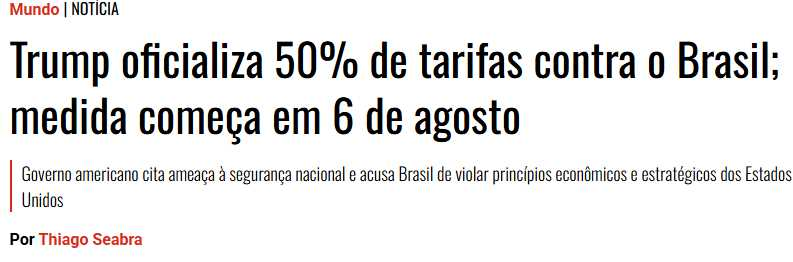 Mundo | NOTÍCIA
Trump oficializa 50% de tarifas contra o Brasil;
medida começa em 6 de agosto
Governo americano cita ameaça à segurança nacional e acusa Brasil de violar princípios econômicos e estratégicos dos Estados
Unidos
Por Thiago Seabra